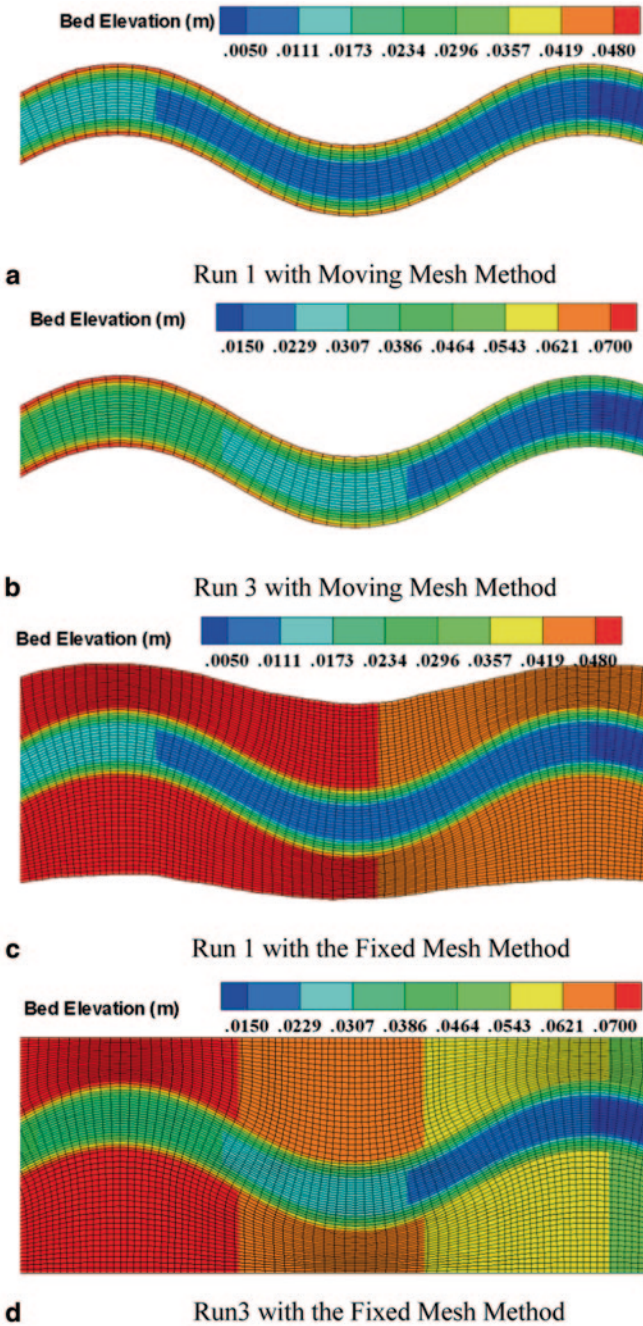 Bed Elevation (m)
.0050 .0111 .0173 .0234 .0296 .0357 .0419 .0480
a Run 1 with Moving Mesh Method
Bed Elevation (m)
.0150 .0229 .0307 .0386 .0464 .0543 .0621 .0700
b Run 3 with Moving Mesh Method
Bed Elevation (m)
.0050 .0111 .0173 .0234 .0296 .0357 .0419 .0480
c Run 1 with the Fixed Mesh Method
Bed Elevation (m)
.0150 .0229 .0307 .0386 .0464 .0543 .0621 .0700
d Run3 with the Fixed Mesh Method